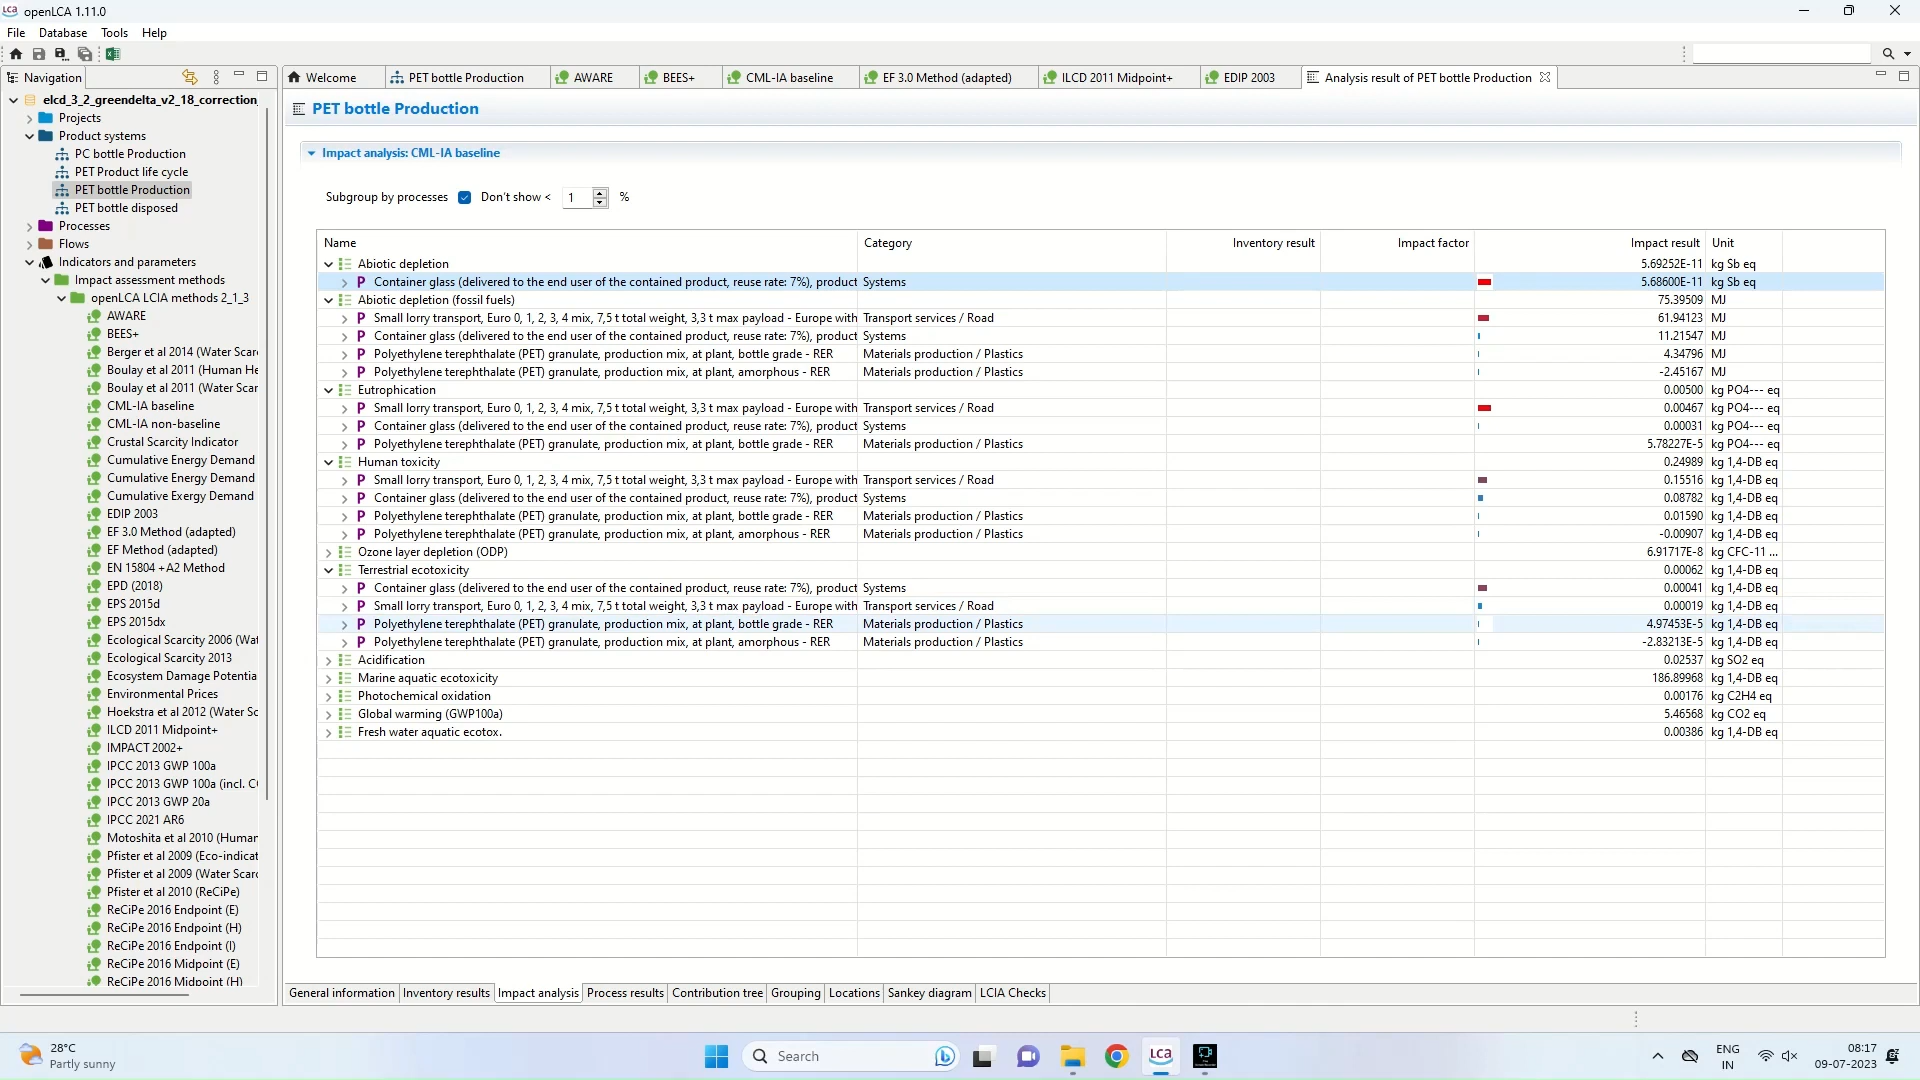 openLCA 1.11.0
File Database Tools Help
Navigation
Welcome PET bottle Production AWARE BEES+ CML-IA baseline EF 3.0 Method (adapted) ILCD 2011 Midpoint+ EDIP 2003 Analysis result of PET bottle Production
elcd_3_2_greendelta_v2_18_correction_
Projects
Product systems
PC bottle Production
PET Product life cycle
PET bottle Production
PET bottle disposed
Processes
Flows
Indicators and parameters
Impact assessment methods
openLCA LCIA methods 2_1_3
AWARE
BEES+
Berger et al 2014 (Water Scar
Boulay et al 2011 (Human He
Boulay et al 2011 (Water Scar
CML-IA baseline
CML-IA non-baseline
Crustal Scarcity Indicator
Cumulative Energy Demand
Cumulative Energy Demand
Cumulative Exergy Demand
EDIP 2003
EF 3.0 Method (adapted)
EF Method (adapted)
EN 15804 +A2 Method
EPD (2018)
EPS 2015d
EPS 2015dx
Ecological Scarcity 2006 (Wat
Ecological Scarcity 2013
Ecosystem Damage Potentia
Environmental Prices
Hoekstra et al 2012 (Water Sc
ILCD 2011 Midpoint+
IMPACT 2002+
IPCC 2013 GWP 100a
IPCC 2013 GWP 100a (incl. C
IPCC 2013 GWP 20a
IPCC 2021 AR6
Motoshita et al 2010 (Human
Pfister et al 2009 (Eco-indicat
Pfister et al 2009 (Water Scar
Pfister et al 2010 (ReCiPe)
ReCiPe 2016 Endpoint (E)
ReCiPe 2016 Endpoint (H)
ReCiPe 2016 Endpoint (I)
ReCiPe 2016 Midpoint (E)
ReCiPe 2016 Midpoint (H)
PET bottle Production
Impact analysis: CML-IA baseline
Subgroup by processes Don't show < 1 %
Name Category Inventory result Impact factor Impact result Unit
Abiotic depletion 5.69252E-11 kg Sb eq
P Container glass (delivered to the end user of the contained product, reuse rate: 7%), product Systems 5.68600E-11 kg Sb eq
Abiotic depletion (fossil fuels) 75.39509 MJ
P Small lorry transport, Euro 0, 1, 2, 3, 4 mix, 7,5 t total weight, 3,3 t max payload - Europe with Transport services / Road 61.94123 MJ
P Container glass (delivered to the end user of the contained product, reuse rate: 7%), product Systems 11.21547 MJ
P Polyethylene terephthalate (PET) granulate, production mix, at plant, bottle grade - RER Materials production / Plastics 4.34796 MJ
P Polyethylene terephthalate (PET) granulate, production mix, at plant, amorphous - RER Materials production / Plastics -2.45167 MJ
Eutrophication 0.00500 kg PO4--- eq
P Small lorry transport, Euro 0, 1, 2, 3, 4 mix, 7,5 t total weight, 3,3 t max payload - Europe with Transport services / Road 0.00467 kg PO4--- eq
P Container glass (delivered to the end user of the contained product, reuse rate: 7%), product Systems 0.00031 kg PO4--- eq
P Polyethylene terephthalate (PET) granulate, production mix, at plant, bottle grade - RER Materials production / Plastics 5.78227E-5 kg PO4--- eq
Human toxicity 0.24989 kg 1,4-DB eq
P Small lorry transport, Euro 0, 1, 2, 3, 4 mix, 7,5 t total weight, 3,3 t max payload - Europe with Transport services / Road 0.15516 kg 1,4-DB eq
P Container glass (delivered to the end user of the contained product, reuse rate: 7%), product Systems 0.08782 kg 1,4-DB eq
P Polyethylene terephthalate (PET) granulate, production mix, at plant, bottle grade - RER Materials production / Plastics 0.01590 kg 1,4-DB eq
P Polyethylene terephthalate (PET) granulate, production mix, at plant, amorphous - RER Materials production / Plastics -0.00907 kg 1,4-DB eq
Ozone layer depletion (ODP) 6.91717E-8 kg CFC-11 ...
Terrestrial ecotoxicity 0.00062 kg 1,4-DB eq
P Container glass (delivered to the end user of the contained product, reuse rate: 7%), product Systems 0.00041 kg 1,4-DB eq
P Small lorry transport, Euro 0, 1, 2, 3, 4 mix, 7,5 t total weight, 3,3 t max payload - Europe with Transport services / Road 0.00019 kg 1,4-DB eq
P Polyethylene terephthalate (PET) granulate, production mix, at plant, bottle grade - RER Materials production / Plastics 4.97453E-5 kg 1,4-DB eq
P Polyethylene terephthalate (PET) granulate, production mix, at plant, amorphous - RER Materials production / Plastics -2.83213E-5 kg 1,4-DB eq
Acidification 0.02537 kg SO2 eq
Marine aquatic ecotoxicity 186.89968 kg 1,4-DB eq
Photochemical oxidation 0.00176 kg C2H4 eq
Global warming (GWP100a) 5.46568 kg CO2 eq
Fresh water aquatic ecotox. 0.00386 kg 1,4-DB eq
General information Inventory results Impact analysis Process results Contribution tree Grouping Locations Sankey diagram LCIA Checks
28°C
Partly sunny
Search
LCA
ENG
IN
08:17
09-07-2023